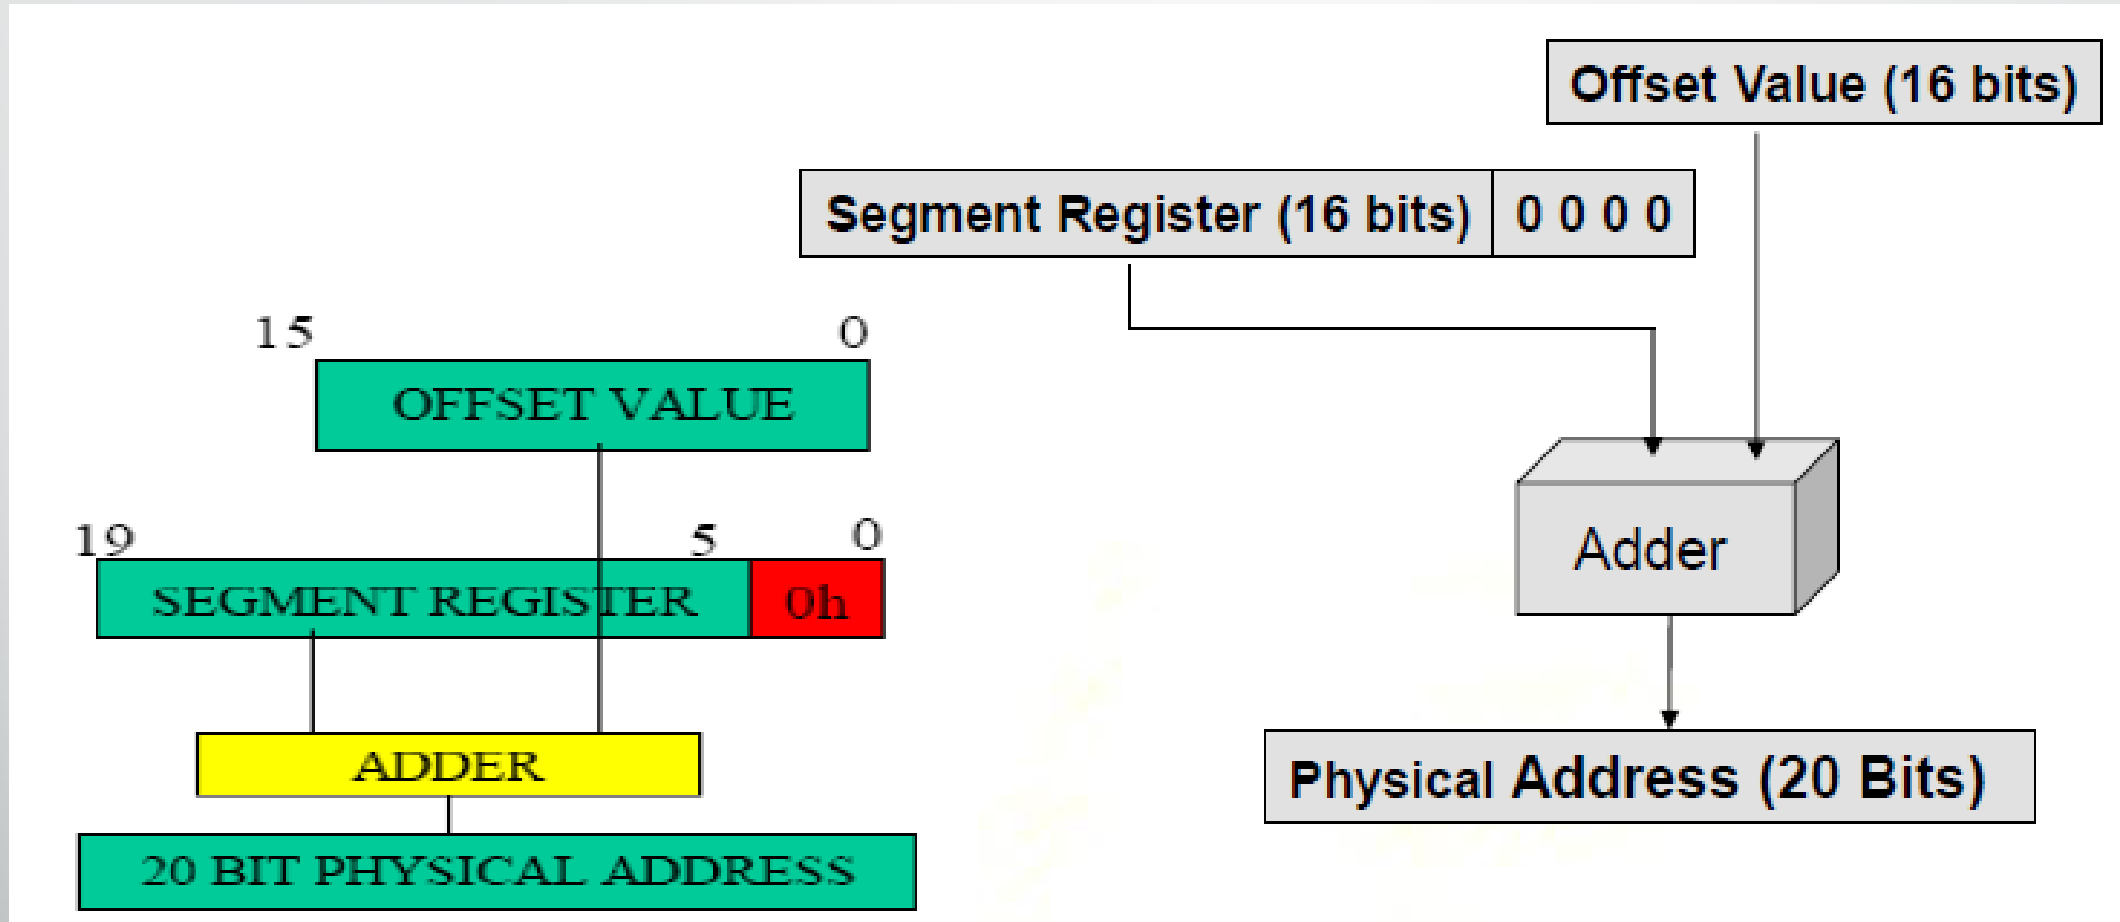 15
0
OFFSET VALUE
19
5
0
SEGMENT REGISTER
0h
ADDER
20 BIT PHYSICAL ADDRESS
Offset Value (16 bits)
Segment Register (16 bits)
0 0 0 0
Adder
Physical Address (20 Bits)